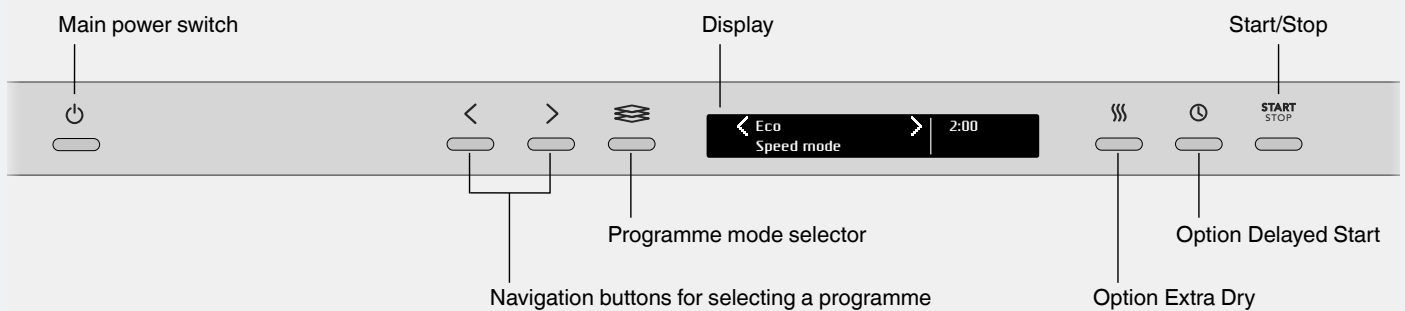 Main power switch
Display
Start/Stop
START
STOP
Eco
2:00
Speed mode
Programme mode selector
Option Delayed Start
Navigation buttons for selecting a programme
Option Extra Dry